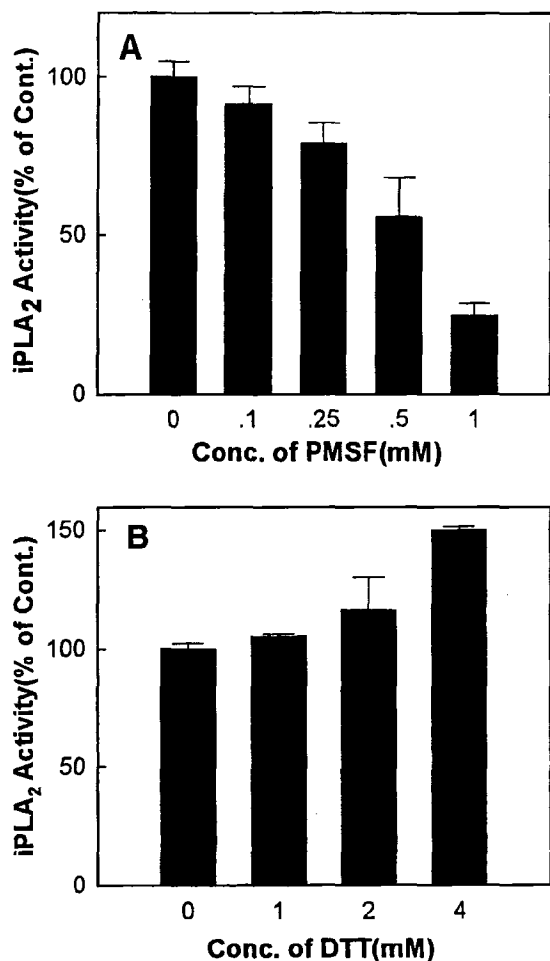 A
iPLA2 Activity(% of Cont.)
100
50
0
0 .1 .25 .5 1
Conc. of PMSF(mM)
B
iPLA2 Activity(% of Cont.)
150
100
50
0
0 1 2 4
Conc. of DTT(mM)